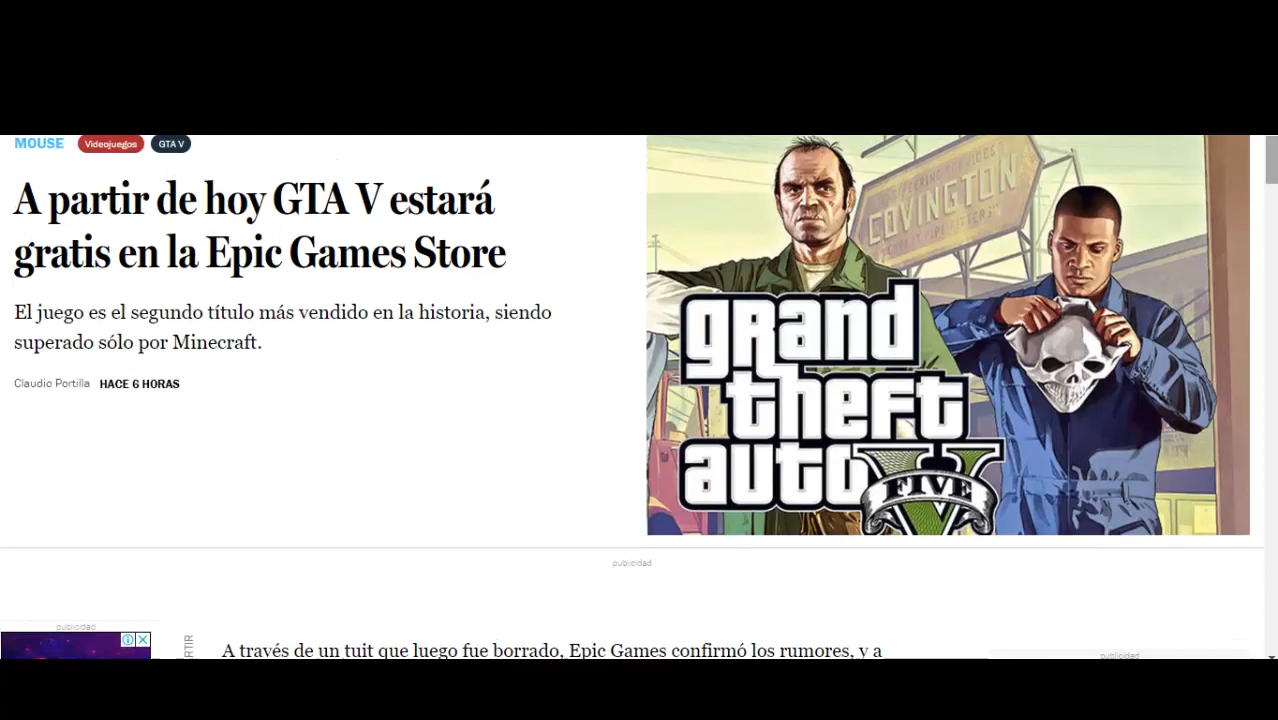 MOUSE Videojuegos GTA V
A partir de hoy GTA V estará
gratis en la Epic Games Store
El juego es el segundo título más vendido en la historia, siendo
superado sólo por Minecraft.
Claudio Portilla HACE 6 HORAS
COVINGTON
grand
theft
auto
FIVE
publicidad
publicidad
A través de un tuit que luego fue borrado, Epic Games confirmó los rumores, y a
publicidad